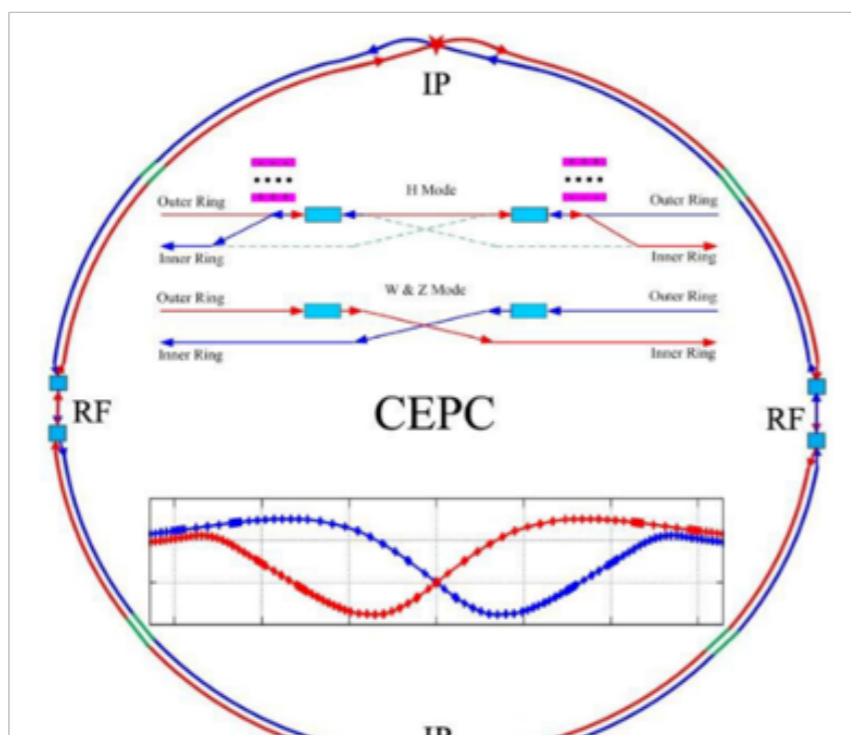 IP
H Mode
Outer Ring
Outer Ring
Inner Ring
Inner Ring
W & Z Mode
Outer Ring
Outer Ring
Inner Ring
Inner Ring
RF
CEPC
RF
IP